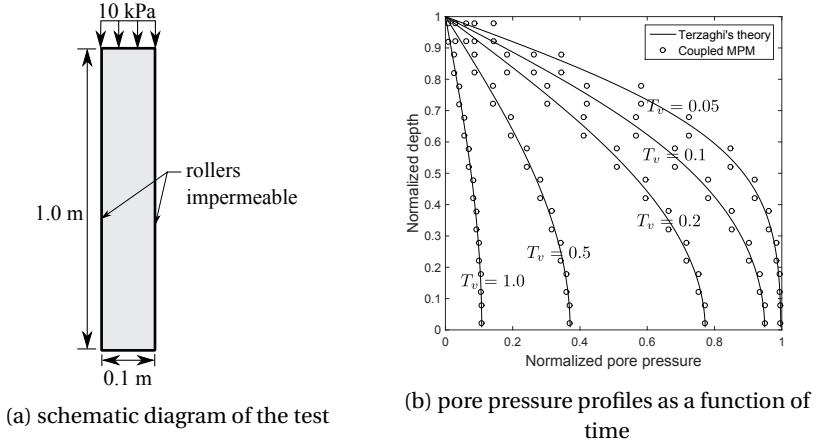 10 kPa
1.0 m
rollers
impermeable
0.1 m
(a) schematic diagram of the test
1
0.9
0.8
0.7
0.6
0.5
0.4
0.3
0.2
0.1
0
Normalized depth
Terzaghi's theory
Coupled MPM
T_v = 0.05
T_v = 0.1
T_v = 0.2
T_v = 0.5
T_v = 1.0
0 0.2 0.4 0.6 0.8 1
Normalized pore pressure
(b) pore pressure profiles as a function of
time